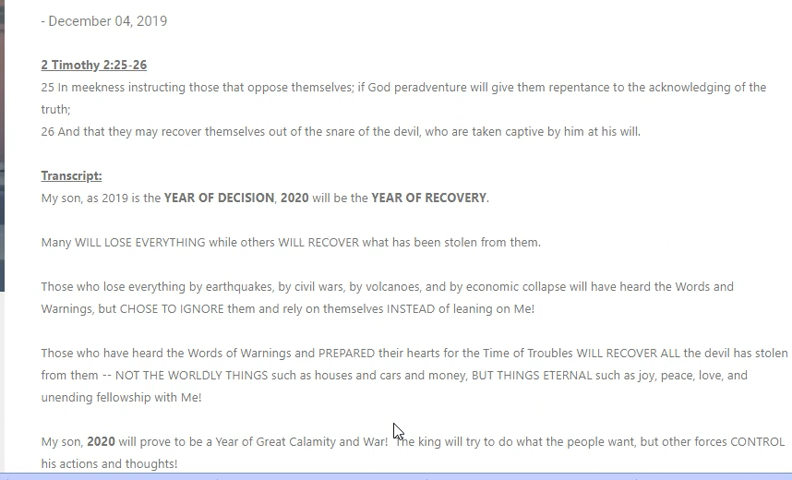 - December 04, 2019
2 Timothy 2:25-26
25 In meekness instructing those that oppose themselves; if God peradventure will give them repentance to the acknowledging of the
truth;
26 And that they may recover themselves out of the snare of the devil, who are taken captive by him at his will.
Transcript:
My son, as 2019 is the YEAR OF DECISION, 2020 will be the YEAR OF RECOVERY.
Many WILL LOSE EVERYTHING while others WILL RECOVER what has been stolen from them.
Those who lose everything by earthquakes, by civil wars, by volcanoes, and by economic collapse will have heard the Words and
Warnings, but CHOSE TO IGNORE them and rely on themselves INSTEAD of leaning on Me!
Those who have heard the Words of Warnings and PREPARED their hearts for the Time of Troubles WILL RECOVER ALL the devil has stolen
from them -- NOT THE WORLDLY THINGS such as houses and cars and money, BUT THINGS ETERNAL such as joy, peace, love, and
unending fellowship with Me!
My son, 2020 will prove to be a Year of Great Calamity and War! The king will try to do what the people want, but other forces CONTROL
his actions and thoughts!